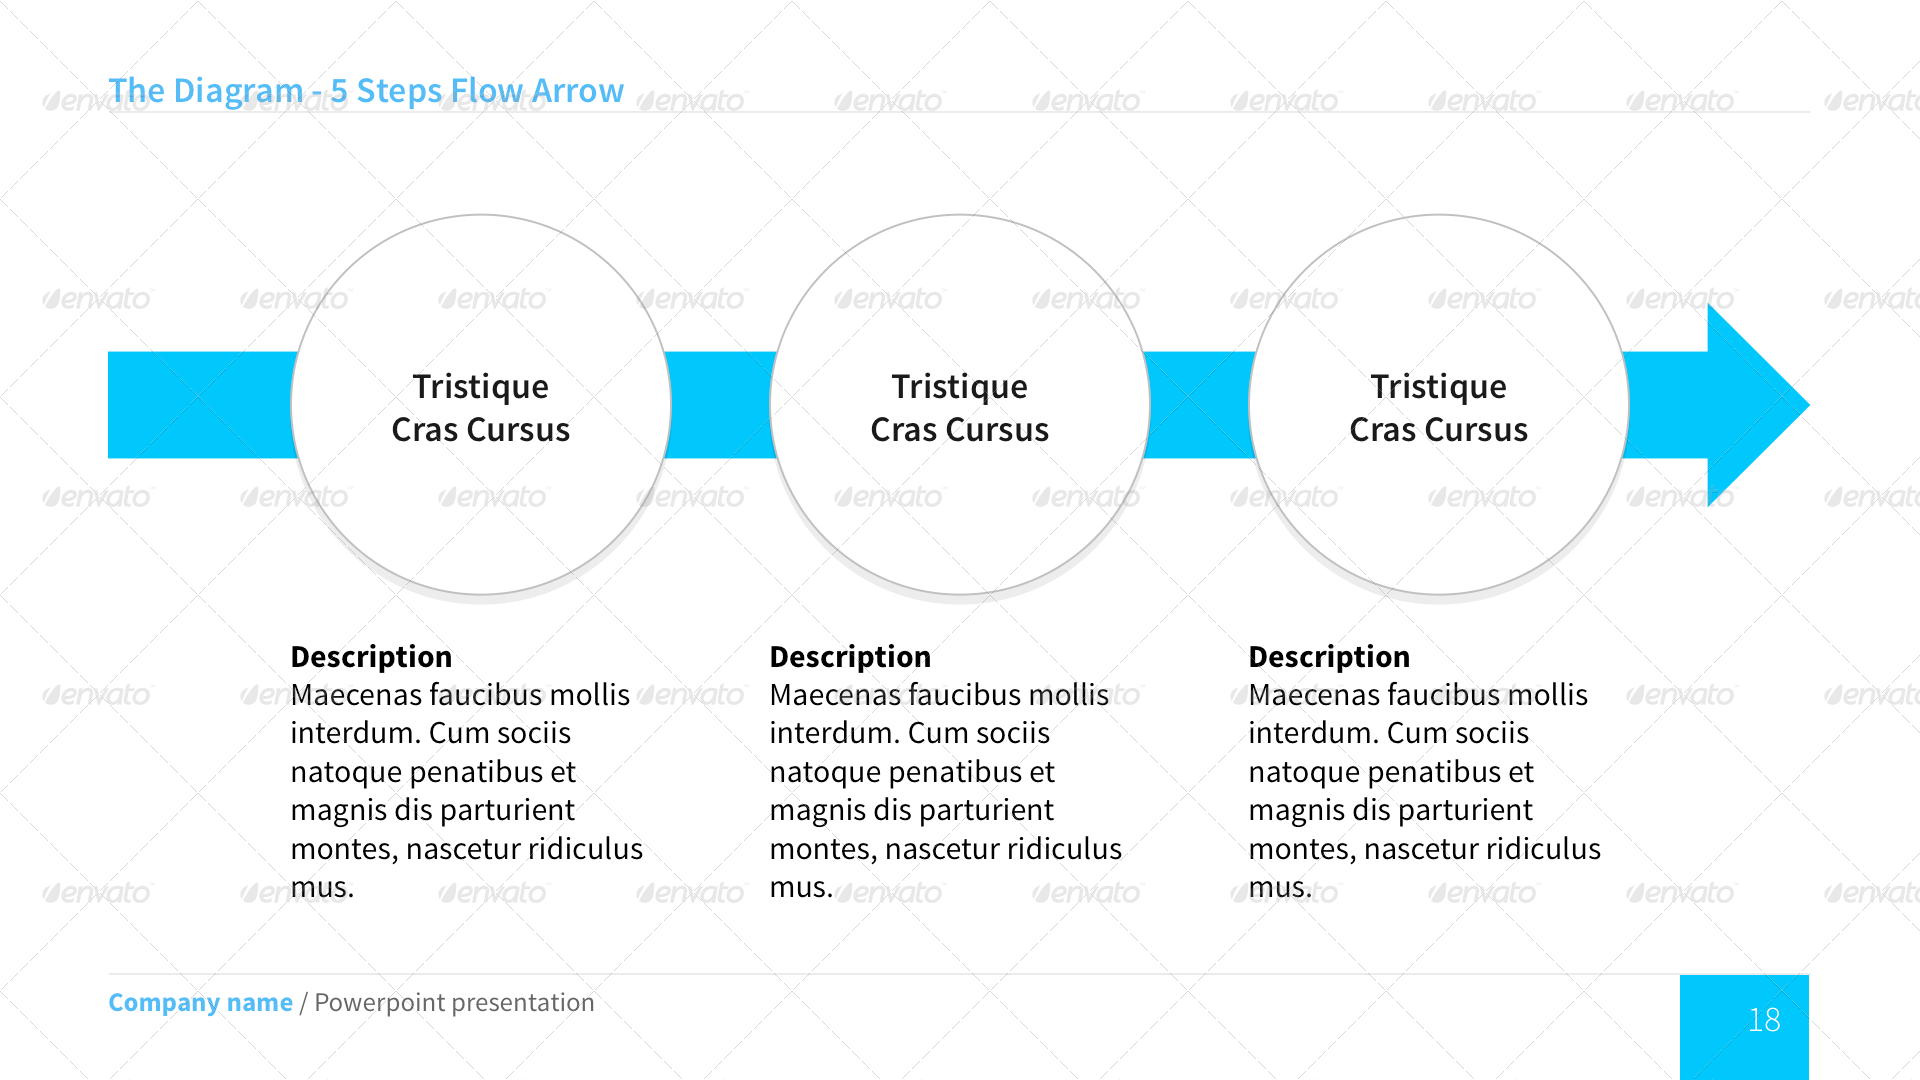 The Diagram - 5 Steps Flow Arrow
Tristique
Cras Cursus
Tristique
Cras Cursus
Tristique
Cras Cursus
Description
Maecenas faucibus mollis
interdum. Cum sociis
natoque penatibus et
magnis dis parturient
montes, nascetur ridiculus
mus.
Description
Maecenas faucibus mollis
interdum. Cum sociis
natoque penatibus et
magnis dis parturient
montes, nascetur ridiculus
mus.
Description
Maecenas faucibus mollis
interdum. Cum sociis
natoque penatibus et
magnis dis parturient
montes, nascetur ridiculus
mus.
Company name / Powerpoint presentation
18
envato